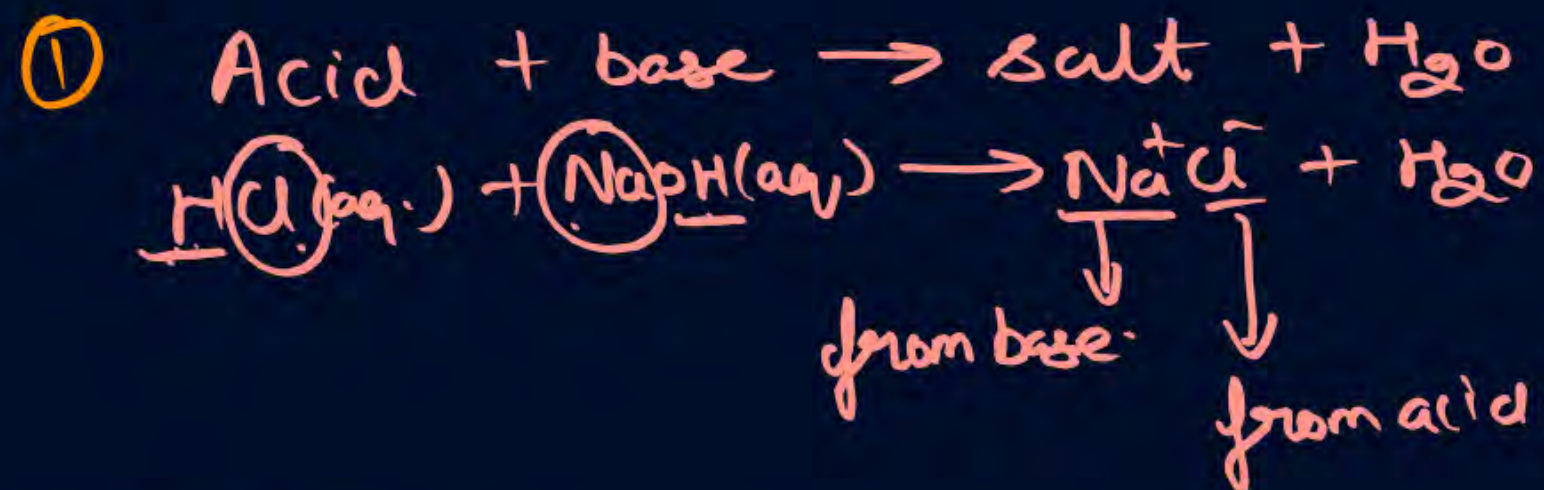 ① Acid + base → salt + H₂O
HCl(aq.) + NaOH(aq) → Na⁺Cl⁻ + H₂O
from base.
from acid